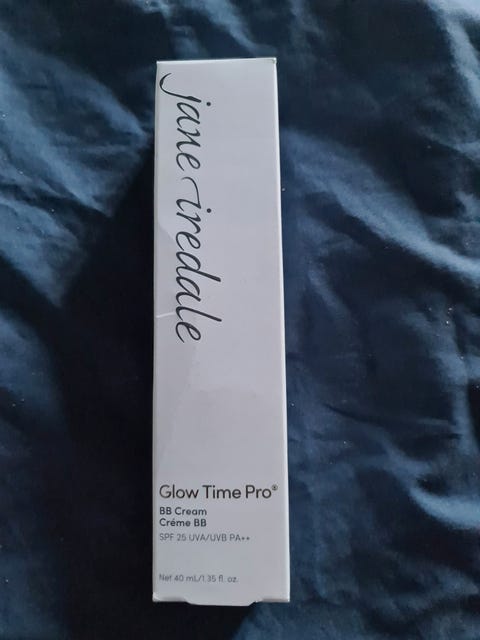 jane iredale
Glow Time Pro®
BB Cream
Créme BB
SPF 25 UVA/UVB PA++
Net 40 mL/1.35 fl. oz.